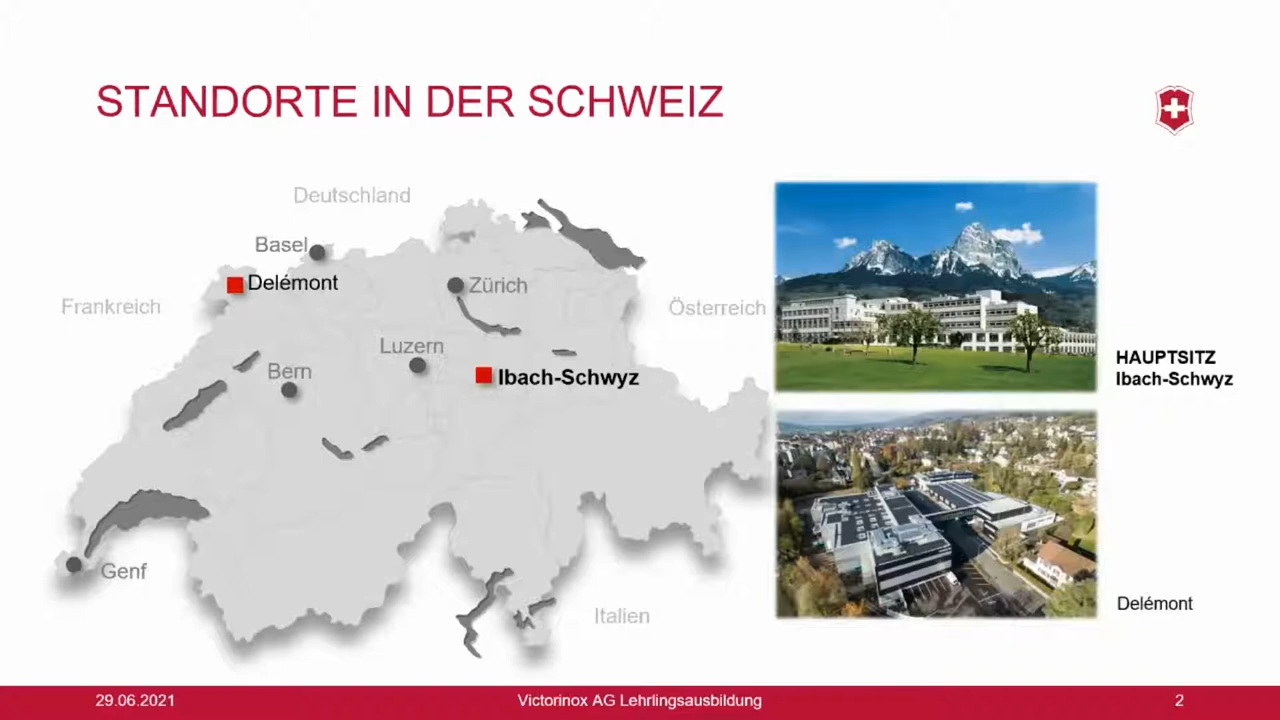 STANDORTE IN DER SCHWEIZ
Deutschland
Basel
Delémont
Zürich
Frankreich
Österreich
Luzern
Bern
Ibach-Schwyz
Genf
Italien
HAUPTSITZ
Ibach-Schwyz
Delémont
29.06.2021
Victorinox AG Lehrlingsausbildung
2